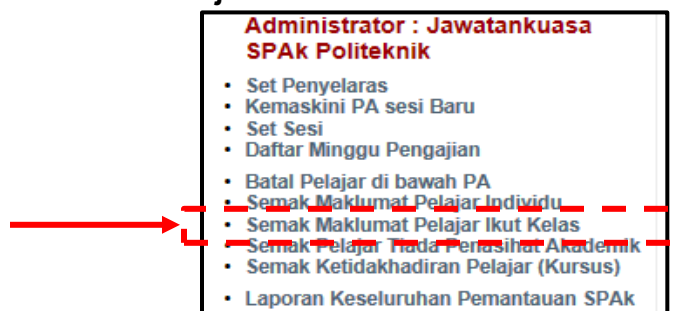 Administrator : Jawatankuasa
SPAk Politeknik
• Set Penyelaras
• Kemaskini PA sesi Baru
• Set Sesi
• Daftar Minggu Pengajian
• Batal Pelajar di bawah PA
• Semak Maklumat Pelajar Individu
• Semak Maklumat Pelajar Ikut Kelas
• Semak Pelajar Tiada Penasihat Akademik
• Semak Ketidakhadiran Pelajar (Kursus)
• Laporan Keseluruhan Pemantauan SPAk